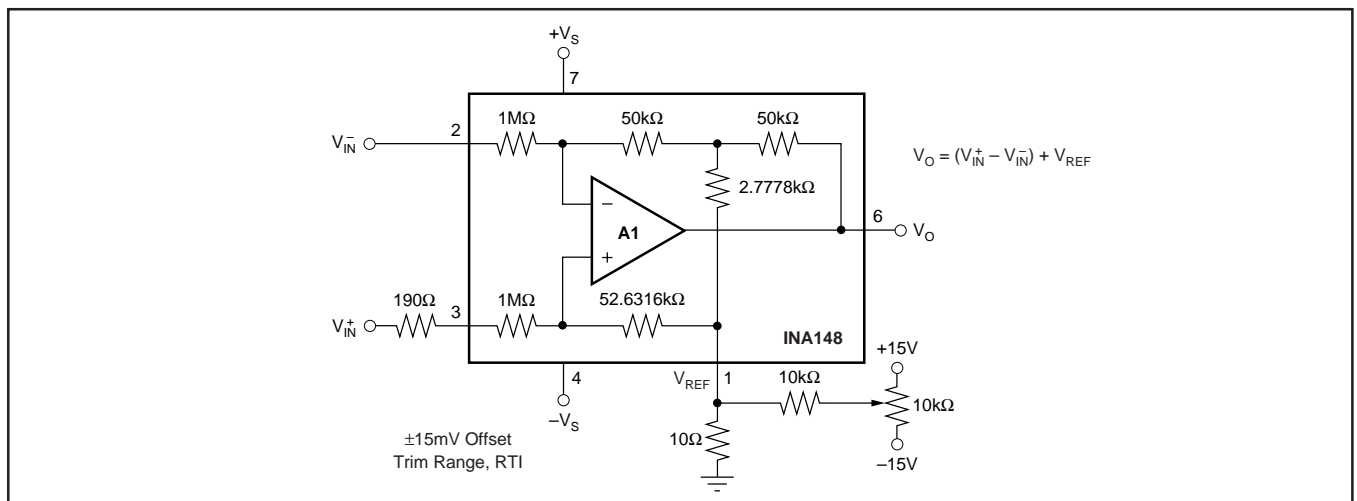 +V_S
7
1MΩ
50kΩ
50kΩ
V_IN^–
2
V_O = (V_IN^+ – V_IN^–) + V_REF
2.7778kΩ
–
6
A1
V_O
+
190Ω
3
1MΩ
52.6316kΩ
V_IN^+
INA148
+15V
4
V_REF
1
10kΩ
10kΩ
–V_S
±15mV Offset
10Ω
–15V
Trim Range, RTI